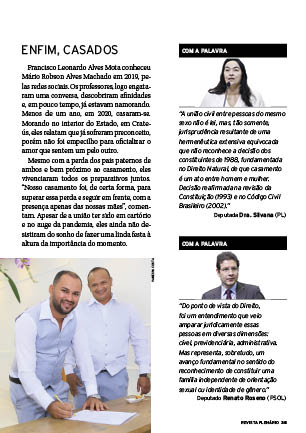 ENFIM, CASADOS
Francisco Leonardo Alves Mota conheceu
Mário Robson Alves Machado em 2019, pe-
las redes sociais. Os professores, logo engata-
ram uma conversa, descobriram afinidades
e, em pouco tempo, já estavam namorando.
Menos de um ano, em 2020, casaram-se.
Morando no interior do Estado, em Crate-
ús, eles relatam que já sofreram preconceito,
porém não foi empecilho para oficializar o
amor que sentem um pelo outro.
Mesmo com a perda dos pais paternos de
ambos e bem próximo ao casamento, eles
vivenciaram todos os preparativos juntos.
“Nosso casamento foi, de certa forma, para
superar essa perda e seguir em frente, com a
presença apenas das nossas mães”, comen-
tam. Apesar de a união ter sido em cartório
e no auge da pandemia, eles ainda não de-
sistiram do sonho de fazer uma linda festa à
altura da importância do momento.
COM A PALAVRA
“A união civil entre pessoas do mesmo
sexo não é lei, mas, tão somente,
jurisprudência resultante de uma
hermenêutica extensiva equivocada
que não reconhece a decisão dos
constituintes de 1988, fundamentada
no Direito Natural, de que casamento
é um ato entre homem e mulher.
Decisão reafirmada na revisão da
Constituição (1993) e no Código Civil
Brasileiro (2002).”
Deputada Dra. Silvana (PL)
COM A PALAVRA
“Do ponto de vista do Direito,
foi um entendimento que veio
amparar juridicamente essas
pessoas em diversas dimensões:
cível, previdenciária, administrativa.
Mas representa, sobretudo, um
avanço fundamental no sentido do
reconhecimento de constituir uma
família independente de orientação
sexual ou identidade de gênero.”
Deputado Renato Roseno (PSOL)
REVISTA PLENÁRIO